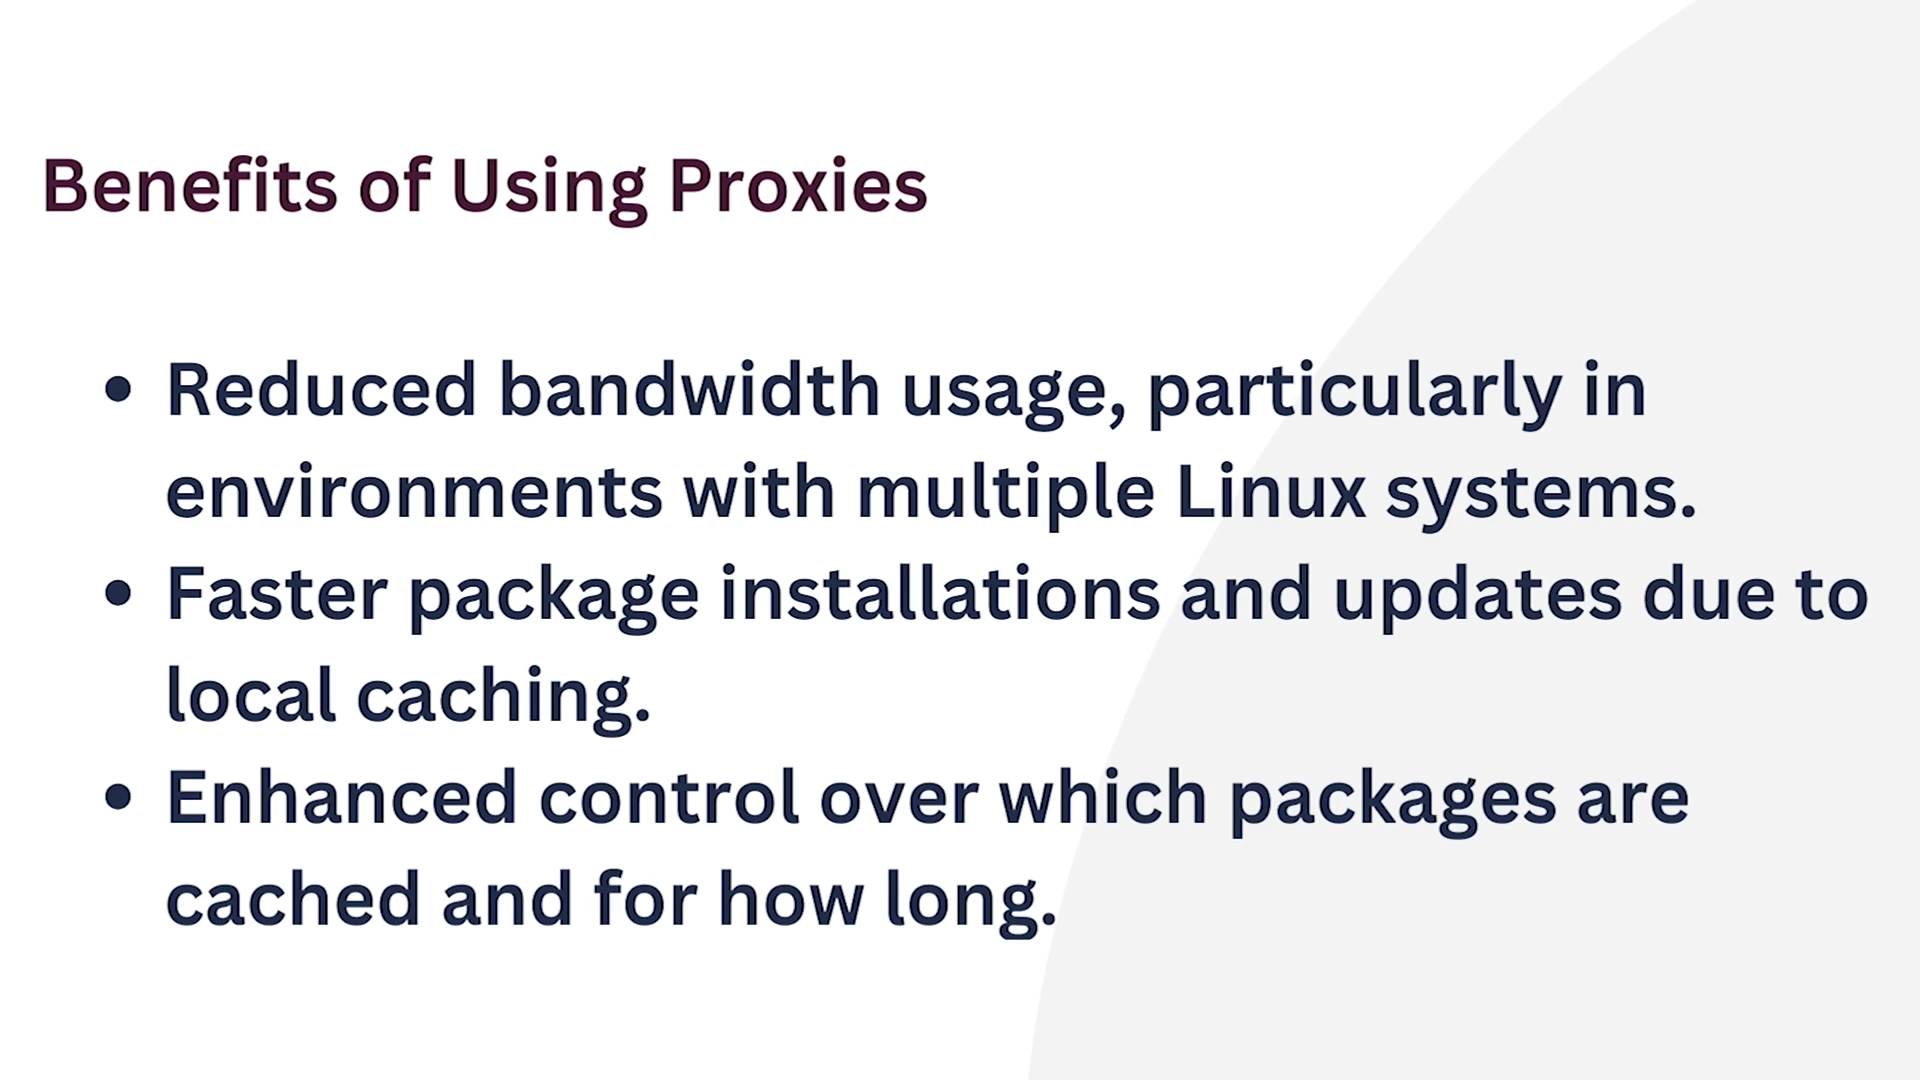 Benefits of Using Proxies
• Reduced bandwidth usage, particularly in
environments with multiple Linux systems.
• Faster package installations and updates due to
local caching.
• Enhanced control over which packages are
cached and for how long.